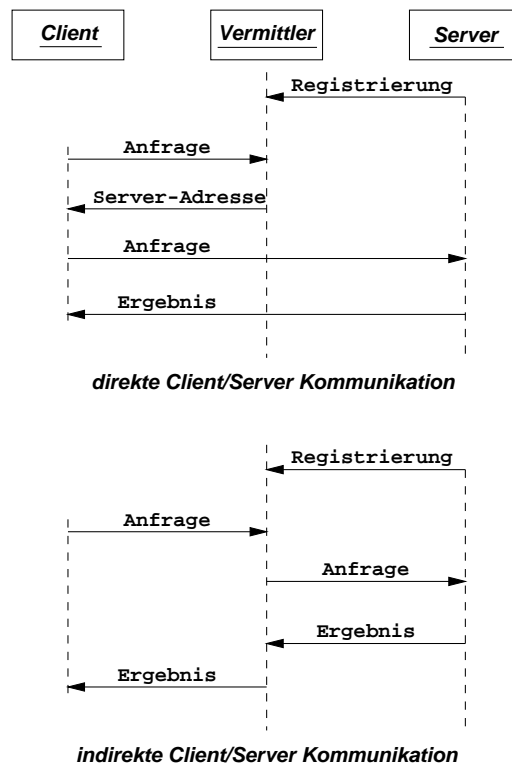 Client Vermittler Server
Registrierung
Anfrage
Server-Adresse
Anfrage
Ergebnis
direkte Client/Server Kommunikation
Registrierung
Anfrage
Anfrage
Ergebnis
Ergebnis
indirekte Client/Server Kommunikation